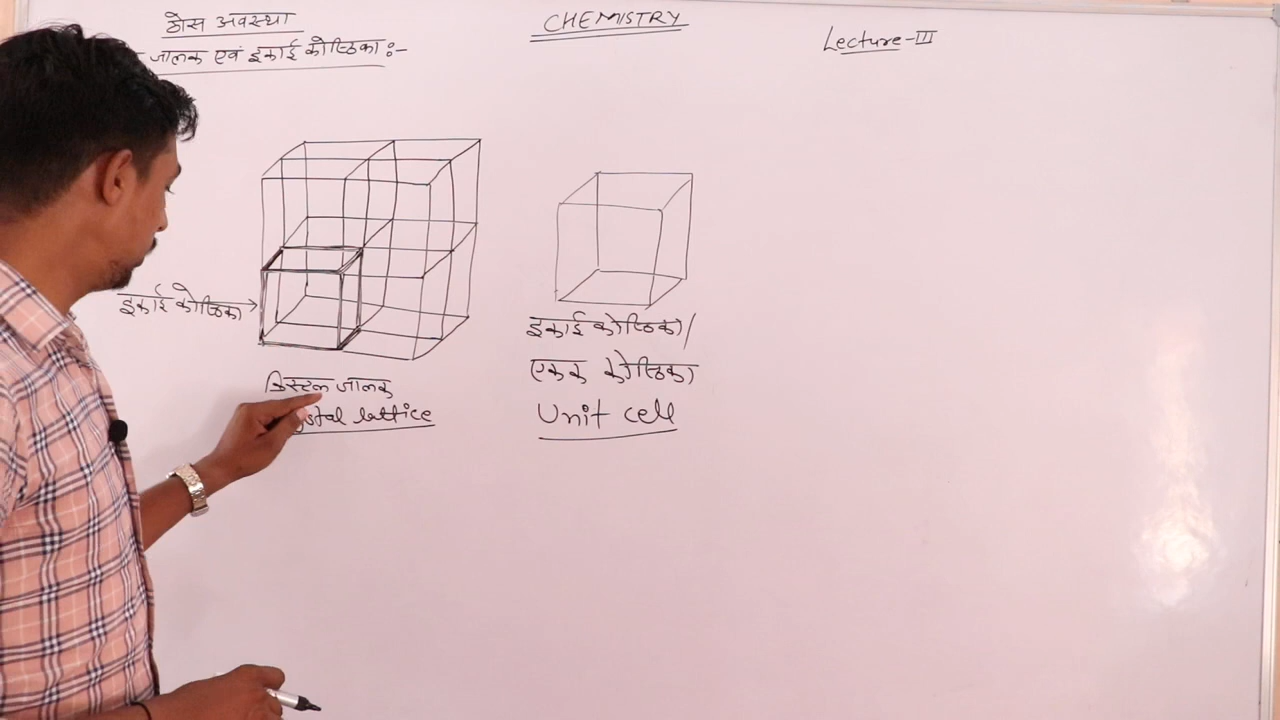 ठोस अवस्था
CHEMISTRY
Lecture-III
जालक एवं इकाई कोष्ठिका:-
इकाई कोष्ठिका
क्रिस्टल जालक
lattice
इकाई कोष्ठिका/
एकक कोष्ठिका
Unit cell